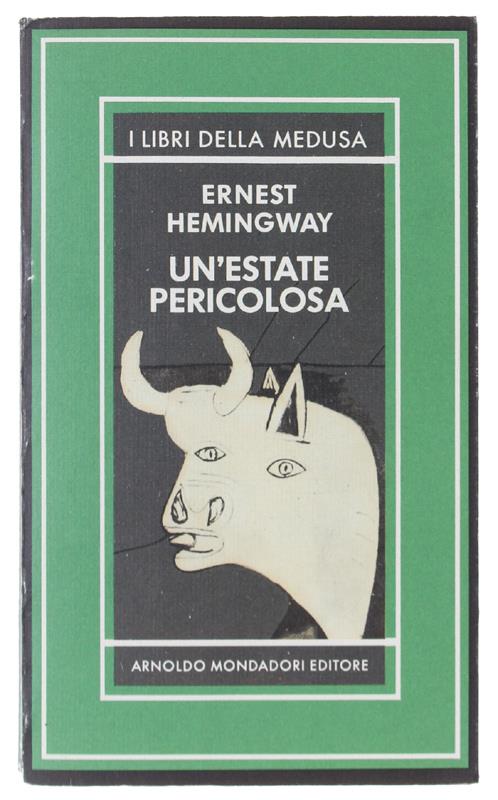 I LIBRI DELLA MEDUSA
ERNEST
HEMINGWAY
UN'ESTATE
PERICOLOSA
ARNOLDO MONDADORI EDITORE